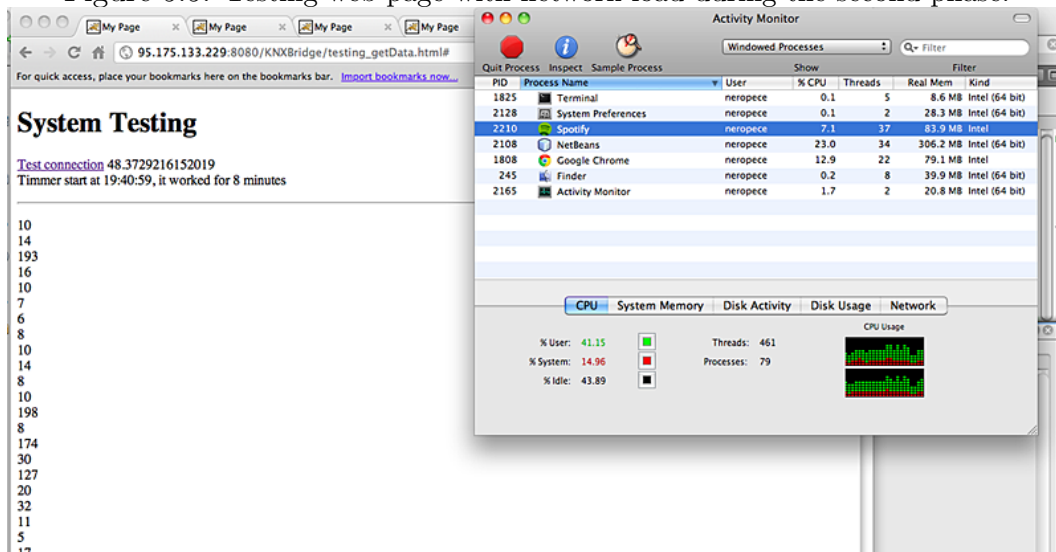 Figure 6.6: Testing web page with network load during the second phase.
My Page × My Page × My Page × My Page
95.175.133.229:8080/KNXBridge/testing_getData.html#
For quick access, place your bookmarks here on the bookmarks bar. Import bookmarks now...
System Testing
Test connection 48.3729216152019
Timmer start at 19:40:59, it worked for 8 minutes
10
14
193
16
10
7
6
8
10
14
8
10
198
8
174
30
127
20
32
11
5
17
Activity Monitor
Windowed Processes
Filter
Quit Process Inspect Sample Process Show Filter
PID Process Name User % CPU Threads Real Mem Kind
1825 Terminal neropece 0.1 5 8.6 MB Intel (64 bit)
2128 System Preferences neropece 0.1 2 28.3 MB Intel (64 bit)
2210 Spotify neropece 7.1 37 83.9 MB Intel
2108 NetBeans neropece 23.0 34 306.2 MB Intel (64 bit)
1808 Google Chrome neropece 12.9 22 79.1 MB Intel
245 Finder neropece 0.2 8 39.9 MB Intel (64 bit)
2165 Activity Monitor neropece 1.7 2 20.8 MB Intel (64 bit)
CPU System Memory Disk Activity Disk Usage Network
CPU Usage
% User: 41.15 Threads: 461
% System: 14.96 Processes: 79
% Idle: 43.89